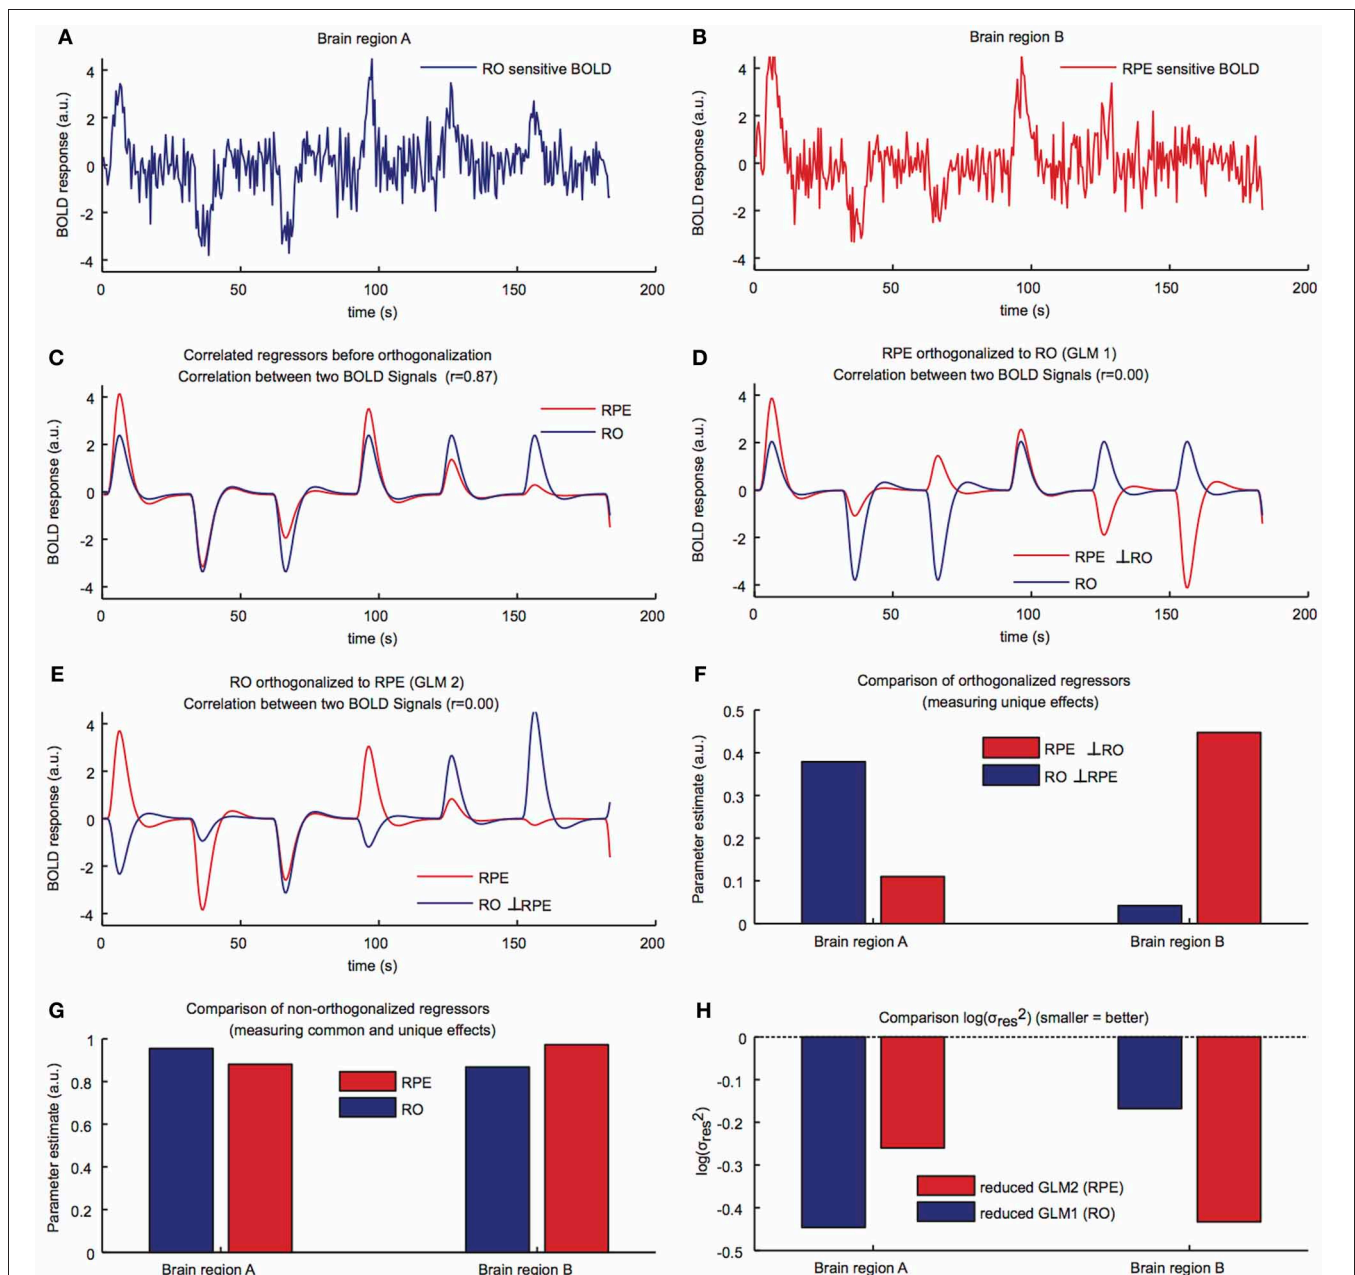 A
Brain region A
RO sensitive BOLD
BOLD response (a.u.)
4
2
0
-2
-4
0 50 100 150 200
time (s)
B
Brain region B
RPE sensitive BOLD
BOLD response (a.u.)
4
2
0
-2
-4
0 50 100 150 200
time (s)
C
Correlated regressors before orthogonalization
Correlation between two BOLD Signals (r=0.87)
RPE
RO
BOLD response (a.u.)
4
2
0
-2
-4
0 50 100 150 200
time (s)
D
RPE orthogonalized to RO (GLM 1)
Correlation between two BOLD Signals (r=0.00)
BOLD response (a.u.)
4
2
0
-2
-4
RPE ⊥RO
RO
0 50 100 150 200
time (s)
E
RO orthogonalized to RPE (GLM 2)
Correlation between two BOLD Signals (r=0.00)
BOLD response (a.u.)
4
2
0
-2
-4
RPE
RO ⊥RPE
0 50 100 150 200
time (s)
F
Comparison of orthogonalized regressors
(measuring unique effects)
RPE ⊥RO
RO ⊥RPE
Parameter estimate (a.u.)
0.5
0.4
0.3
0.2
0.1
0
Brain region A
Brain region B
G
Comparison of non-orthogonalized regressors
(measuring common and unique effects)
RPE
RO
Parameter estimate (a.u.)
1
0.8
0.6
0.4
0.2
0
Brain region A
Brain region B
H
Comparison log(σres²) (smaller = better)
log(σres²)
0
-0.1
-0.2
-0.3
-0.4
-0.5
reduced GLM2 (RPE)
reduced GLM1 (RO)
Brain region A
Brain region B